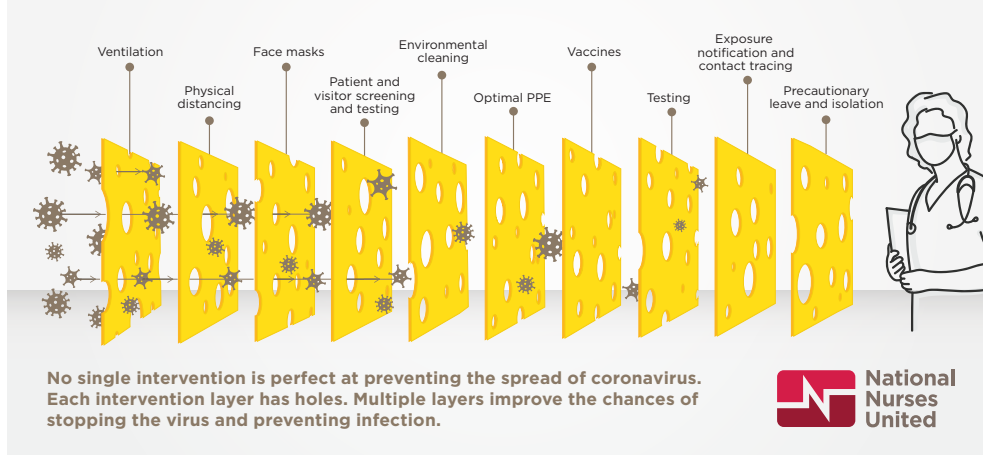 Ventilation
Physical
distancing
Face masks
Patient and
visitor screening
and testing
Environmental
cleaning
Optimal PPE
Vaccines
Testing
Exposure
notification and
contact tracing
Precautionary
leave and isolation
No single intervention is perfect at preventing the spread of coronavirus.
Each intervention layer has holes. Multiple layers improve the chances of
stopping the virus and preventing infection.
National
Nurses
United